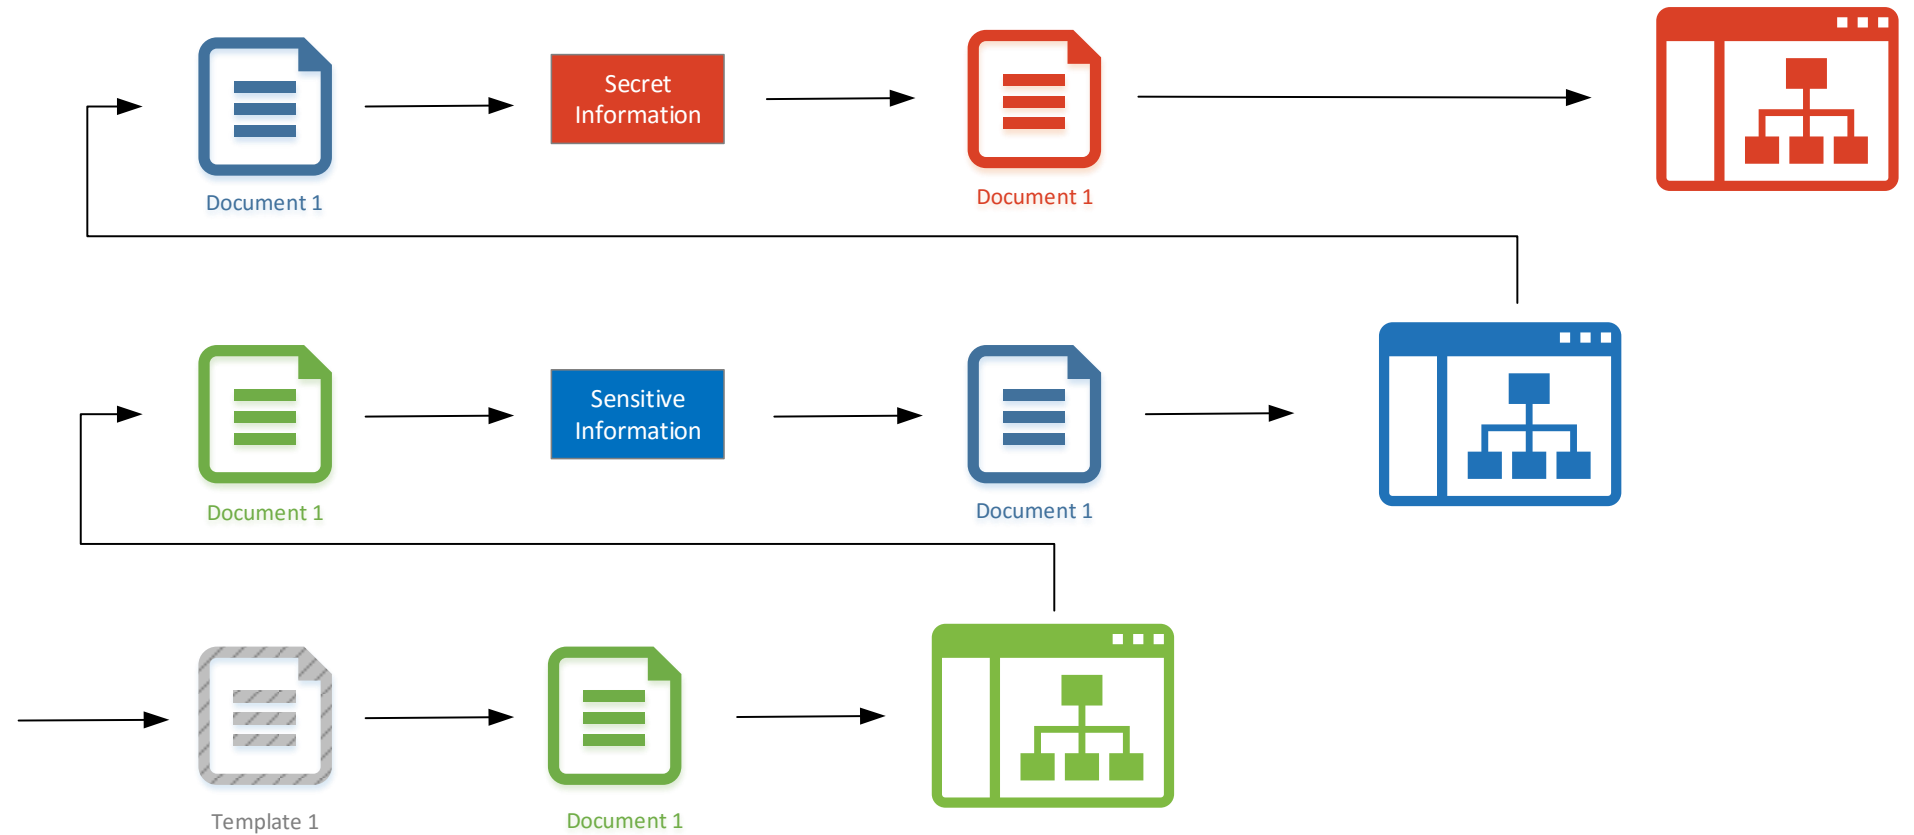 Secret
Information
Document 1
Document 1
Sensitive
Information
Document 1
Document 1
Template 1
Document 1